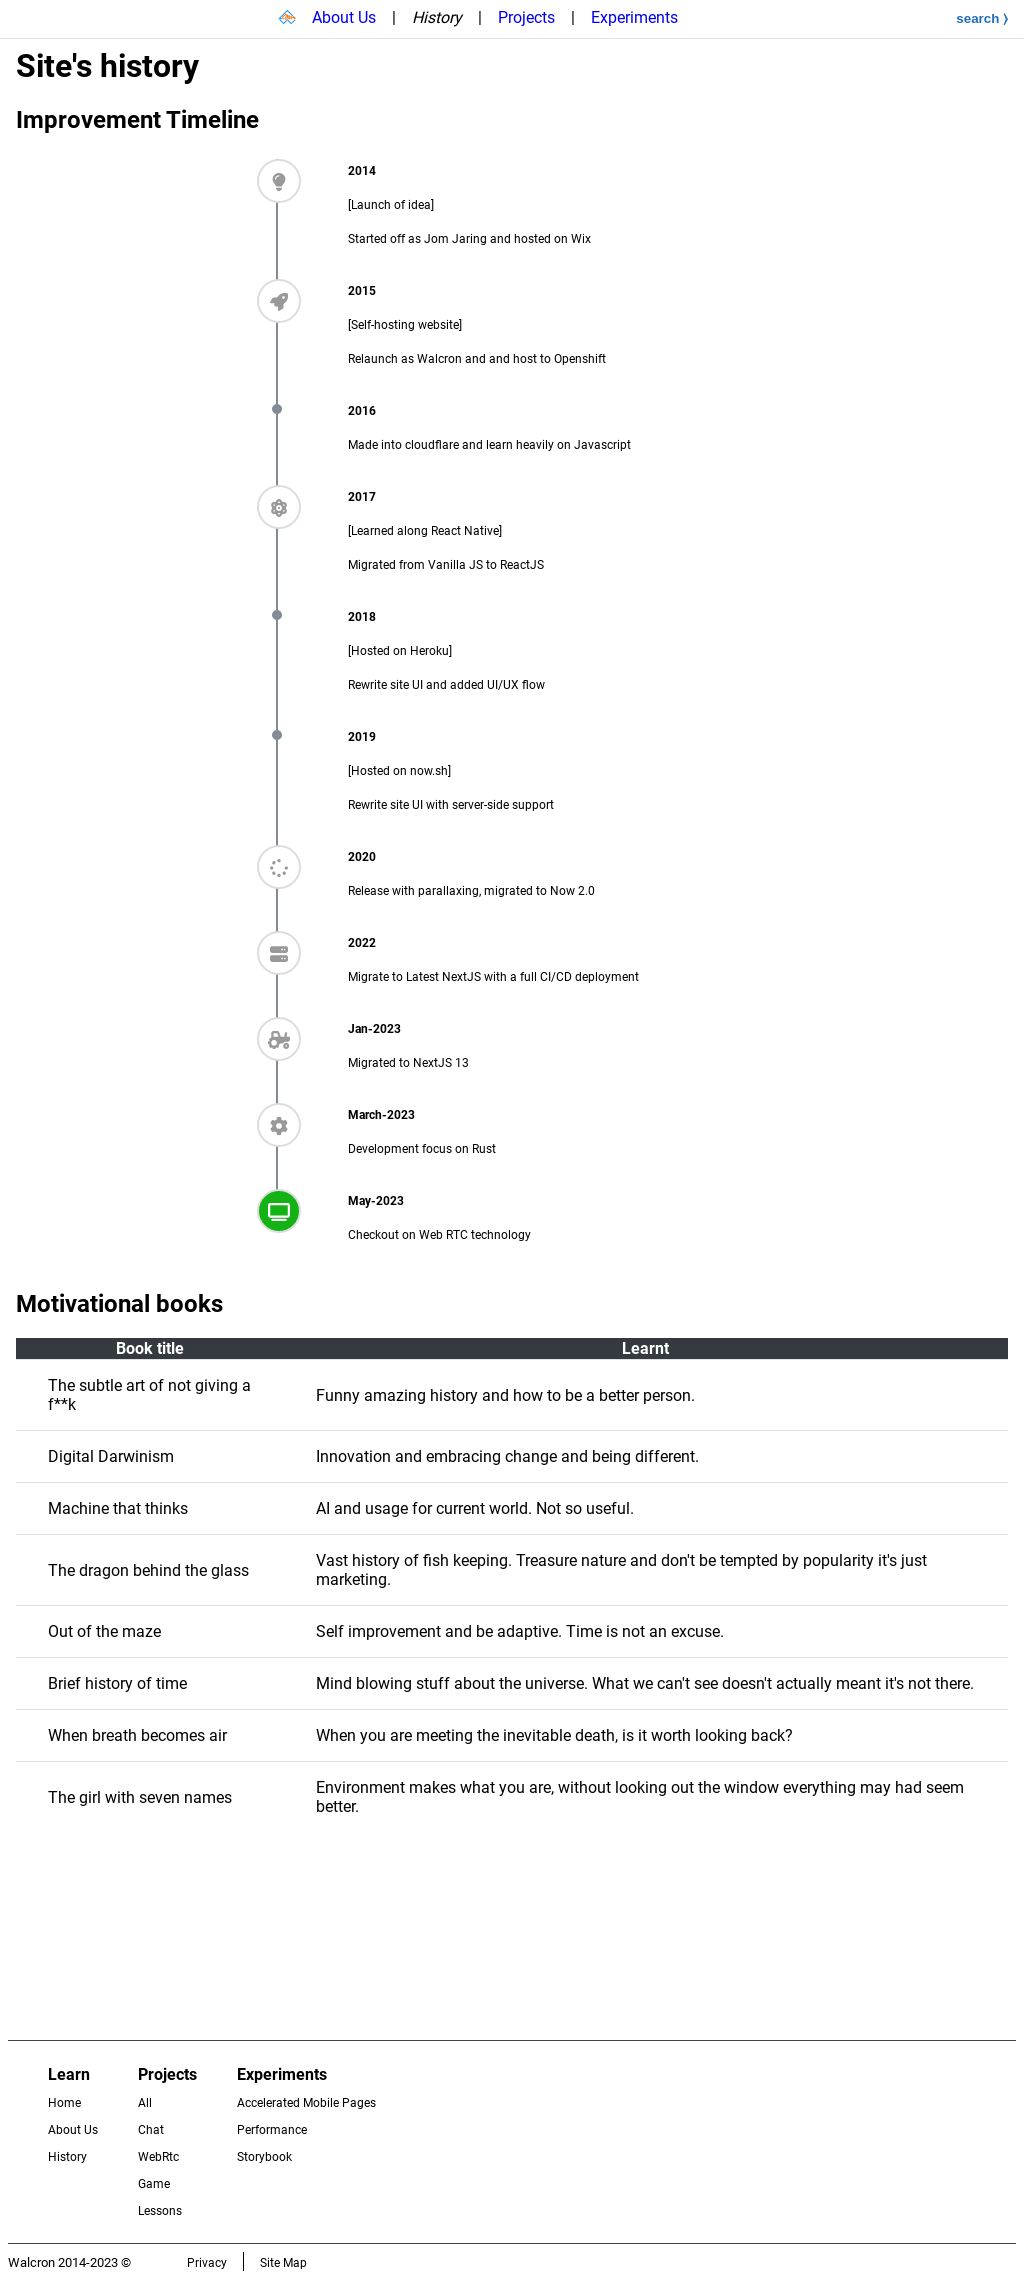 About Us | History | Projects | Experiments search ⟩
Site's history
Improvement Timeline
2014
[Launch of idea]
Started off as Jom Jaring and hosted on Wix
2015
[Self-hosting website]
Relaunch as Walcron and and host to Openshift
2016
Made into cloudflare and learn heavily on Javascript
2017
[Learned along React Native]
Migrated from Vanilla JS to ReactJS
2018
[Hosted on Heroku]
Rewrite site UI and added UI/UX flow
2019
[Hosted on now.sh]
Rewrite site UI with server-side support
2020
Release with parallaxing, migrated to Now 2.0
2022
Migrate to Latest NextJS with a full CI/CD deployment
Jan-2023
Migrated to NextJS 13
March-2023
Development focus on Rust
May-2023
Checkout on Web RTC technology
Motivational books
Book title Learnt
The subtle art of not giving a
f**k
Funny amazing history and how to be a better person.
Digital Darwinism Innovation and embracing change and being different.
Machine that thinks AI and usage for current world. Not so useful.
The dragon behind the glass
Vast history of fish keeping. Treasure nature and don't be tempted by popularity it's just
marketing.
Out of the maze Self improvement and be adaptive. Time is not an excuse.
Brief history of time Mind blowing stuff about the universe. What we can't see doesn't actually meant it's not there.
When breath becomes air When you are meeting the inevitable death, is it worth looking back?
The girl with seven names
Environment makes what you are, without looking out the window everything may had seem
better.
Learn
Home
About Us
History
Projects
All
Chat
WebRtc
Game
Lessons
Experiments
Accelerated Mobile Pages
Performance
Storybook
Walcron 2014-2023 © Privacy Site Map